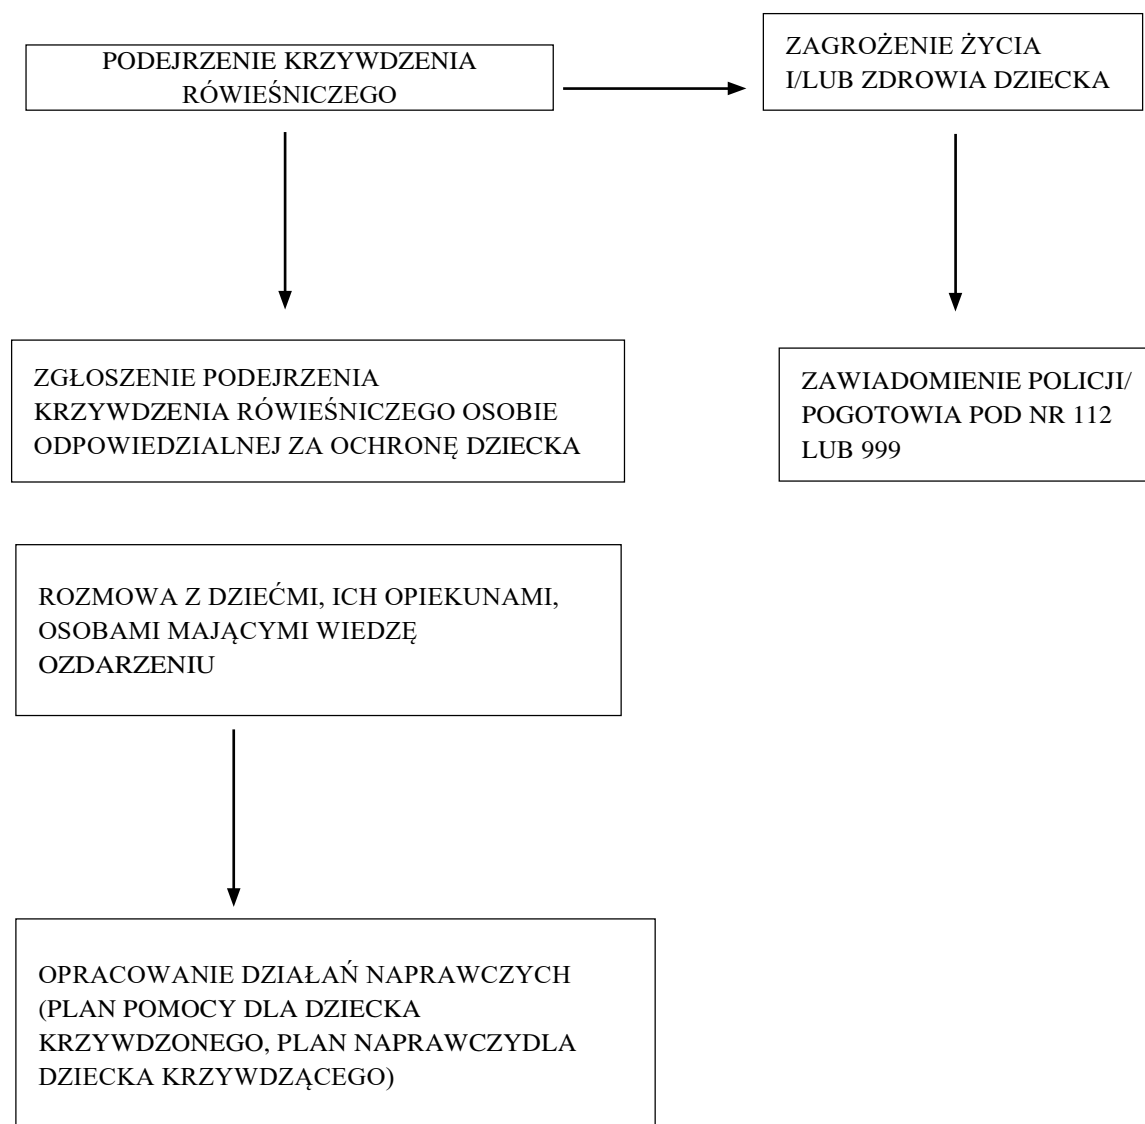 PODEJRZENIE KRZYWDZENIA
RÓWIEŚNICZEGO
ZAGROŻENIE ŻYCIA
I/LUB ZDROWIA DZIECKA
ZGŁOSZENIE PODEJRZENIA
KRZYWDZENIA RÓWIEŚNICZEGO OSOBIE
ODPOWIEDZIALNEJ ZA OCHRONĘ DZIECKA
ZAWIADOMIENIE POLICJI/
POGOTOWIA POD NR 112
LUB 999
ROZMOWA Z DZIEĆMI, ICH OPIEKUNAMI,
OSOBAMI MAJĄCYMI WIEDZĘ
OZDARZENIU
OPRACOWANIE DZIAŁAŃ NAPRAWCZYCH
(PLAN POMOCY DLA DZIECKA
KRZYWDZONEGO, PLAN NAPRAWCZYDLA
DZIECKA KRZYWDZĄCEGO)